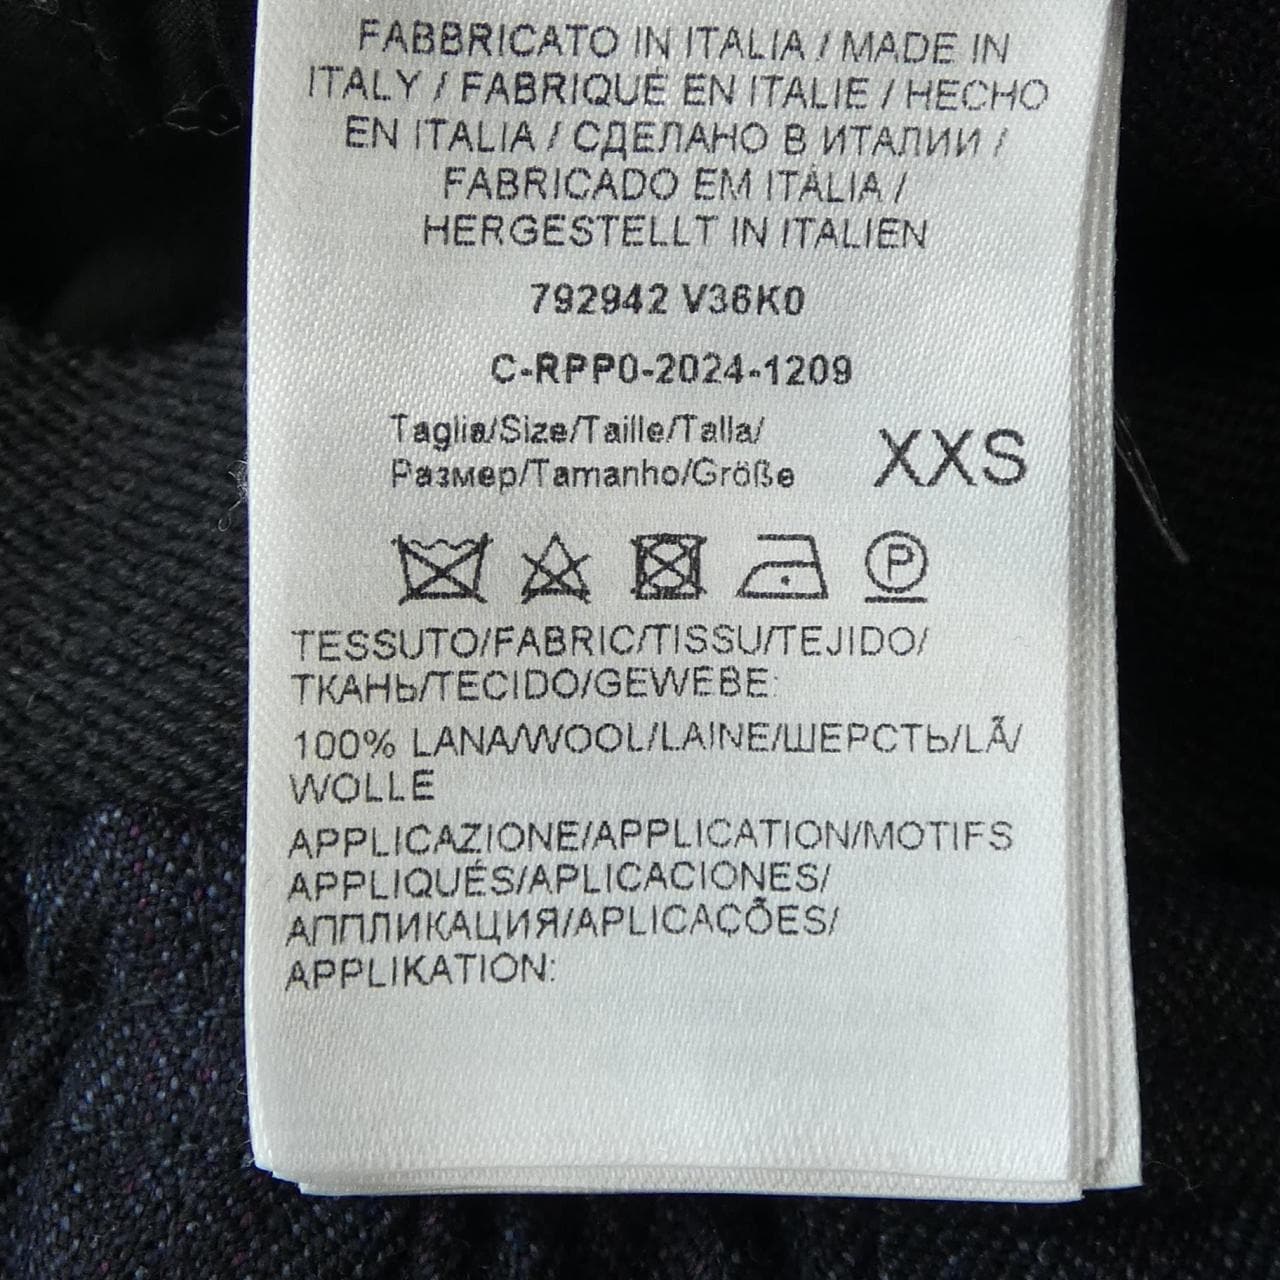 FABBRICATO IN ITALIA / MADE IN
ITALY / FABRIQUÉ EN ITALIE / HECHO
EN ITALIA / СДЕЛАНО В ИТАЛИИ /
FABRICADO EM ITÁLIA /
HERGESTELLT IN ITALIEN
792942 V36K0
C-RPP0-2024-1209
Taglia/Size/Taille/Talla/
Размер/Tamanho/Größe
XXS
P
TESSUTO/FABRIC/TISSU/TEJIDO/
ТКАНЬ/TECIDO/GEWEBE:
100% LANA/WOOL/LAINE/ШЕРСТЬ/LÃ/
WOLLE
APPLICAZIONE/APPLICATION/MOTIFS
APPLIQUÉS/APLICACIONES/
АППЛИКАЦИЯ/APLICAÇÕES/
APPLIKATION: